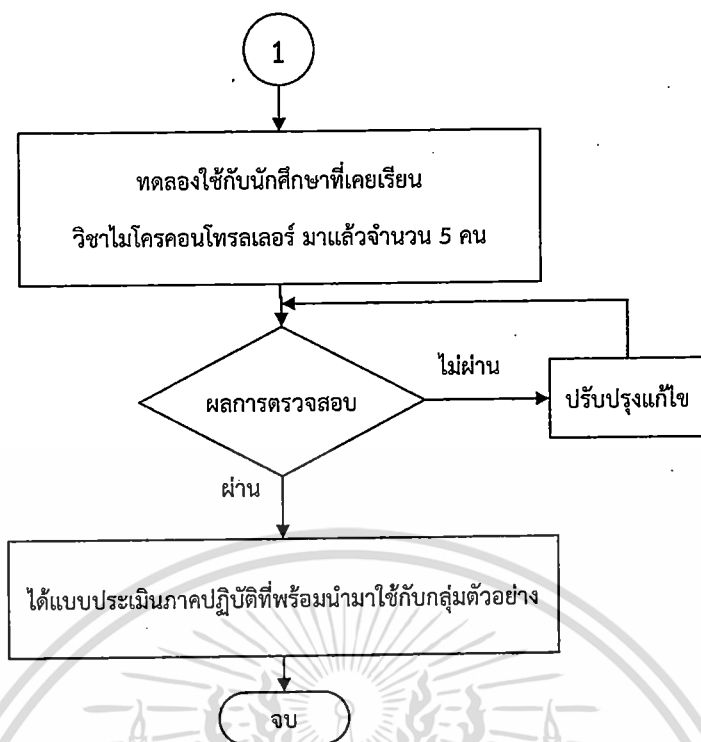 1
ทดลองใช้กับนักศึกษาที่เคยเรียน
วิชาไมโครคอนโทรลเลอร์ มาแล้วจำนวน 5 คน
ผลการตรวจสอบ
ไม่ผ่าน
ปรับปรุงแก้ไข
ผ่าน
ได้แบบประเมินภาคปฏิบัติที่พร้อมนำมาใช้กับกลุ่มตัวอย่าง
จบ